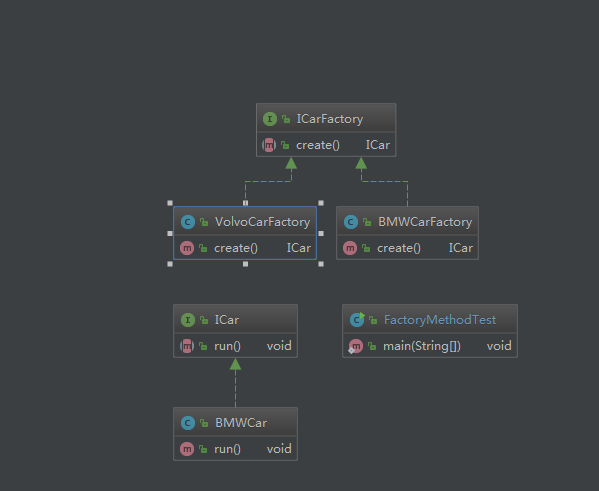 I ICarFactory
m create() ICar
C VolvoCarFactory
m create() ICar
C BMWCarFactory
m create() ICar
I ICar
m run() void
C FactoryMethodTest
m main(String[]) void
C BMWCar
m run() void